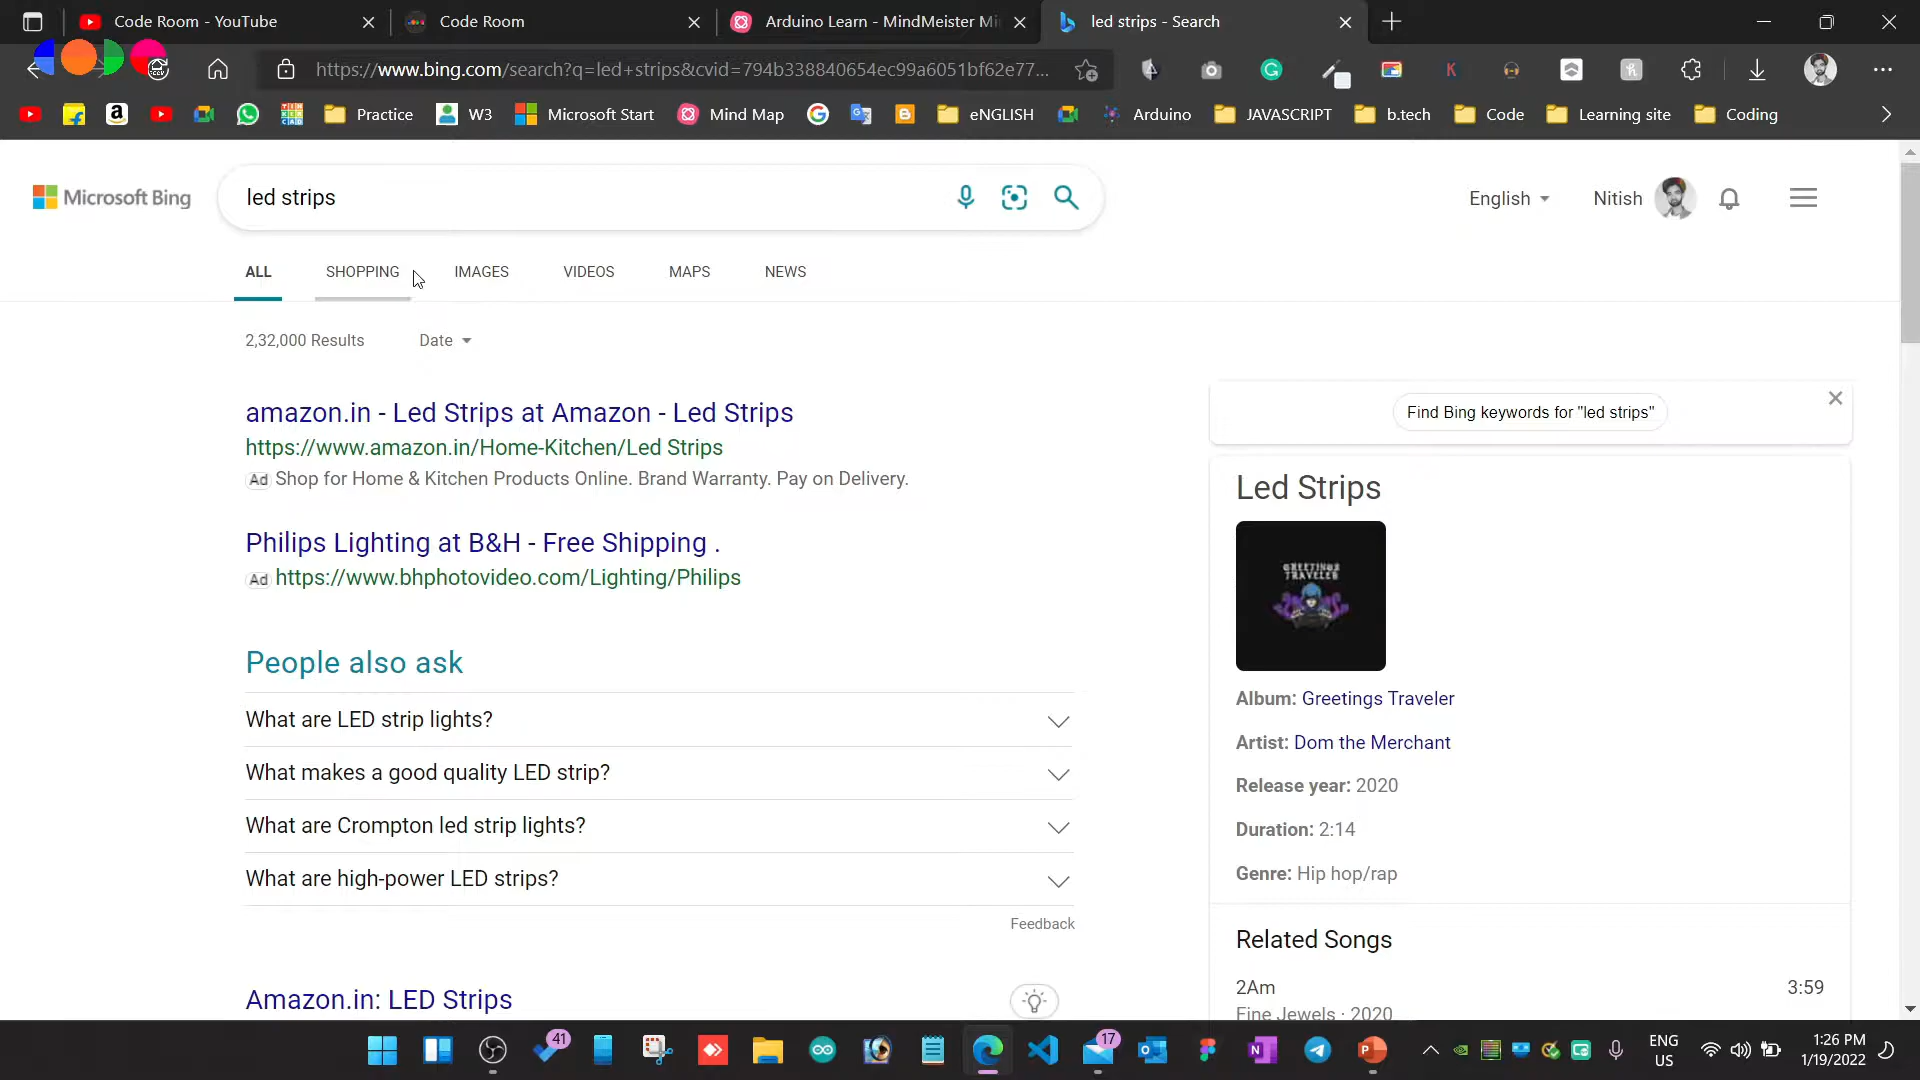 Code Room - YouTube
Code Room
Arduino Learn - MindMeister Mi
led strips - Search
https://www.bing.com/search?q=led+strips&cvid=794b338840654ec99a6051bf62e77...
Practice
W3
Microsoft Start
Mind Map
eNGLISH
Arduino
JAVASCRIPT
b.tech
Code
Learning site
Coding
Microsoft Bing
led strips
English
Nitish
ALL
SHOPPING
IMAGES
VIDEOS
MAPS
NEWS
2,32,000 Results
Date
amazon.in - Led Strips at Amazon - Led Strips
https://www.amazon.in/Home-Kitchen/Led Strips
Ad Shop for Home & Kitchen Products Online. Brand Warranty. Pay on Delivery.
Philips Lighting at B&H - Free Shipping .
Ad https://www.bhphotovideo.com/Lighting/Philips
People also ask
What are LED strip lights?
What makes a good quality LED strip?
What are Crompton led strip lights?
What are high-power LED strips?
Feedback
Amazon.in: LED Strips
Find Bing keywords for "led strips"
Led Strips
GREETINGS
TRAVELER
Album: Greetings Traveler
Artist: Dom the Merchant
Release year: 2020
Duration: 2:14
Genre: Hip hop/rap
Related Songs
2Am
3:59
Fine Jewels · 2020
41
17
ENG
US
1:26 PM
1/19/2022